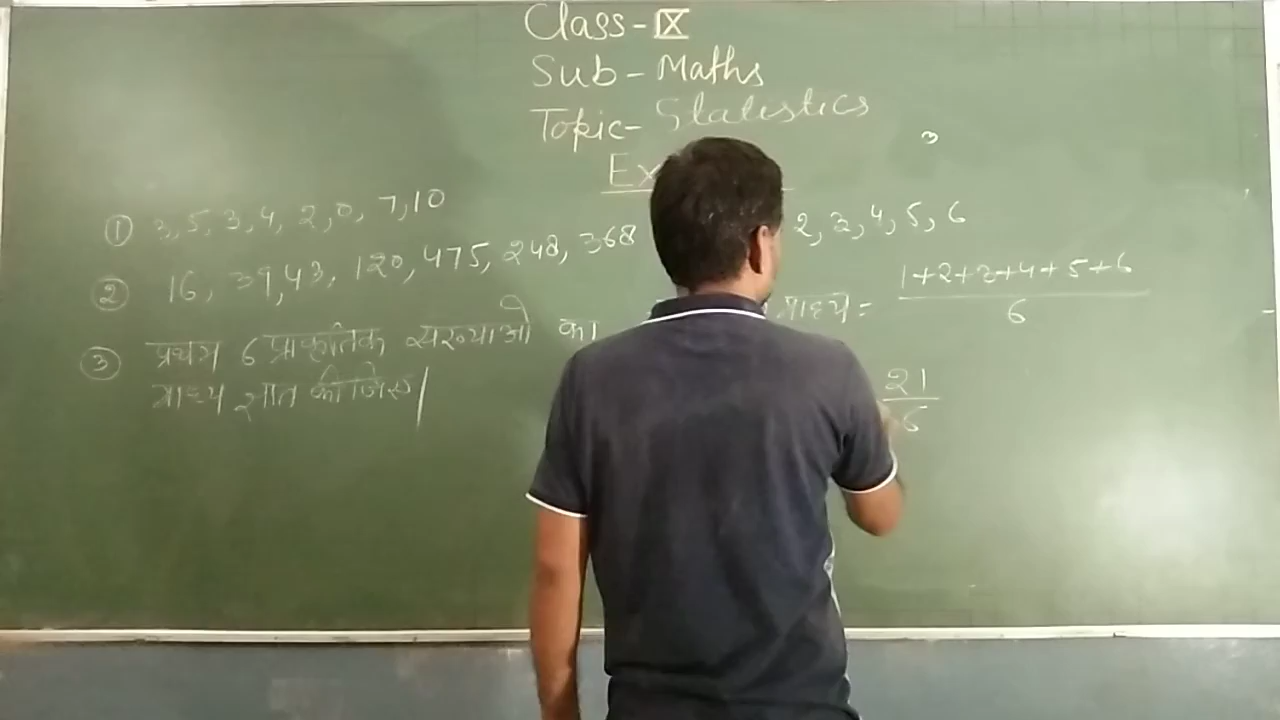 Class-IX
Sub-Maths
Topic-Statistics
Ex
① 3, 5, 3, 4, 2, 0, 7, 10
② 16, 39, 43, 120, 475, 248, 368
③ प्रथम 6 प्राकृतिक संख्याओ का
माध्य ज्ञात कीजिए।
2, 3, 4, 5, 6
माध्य = 1+2+3+4+5+6
6
21
6